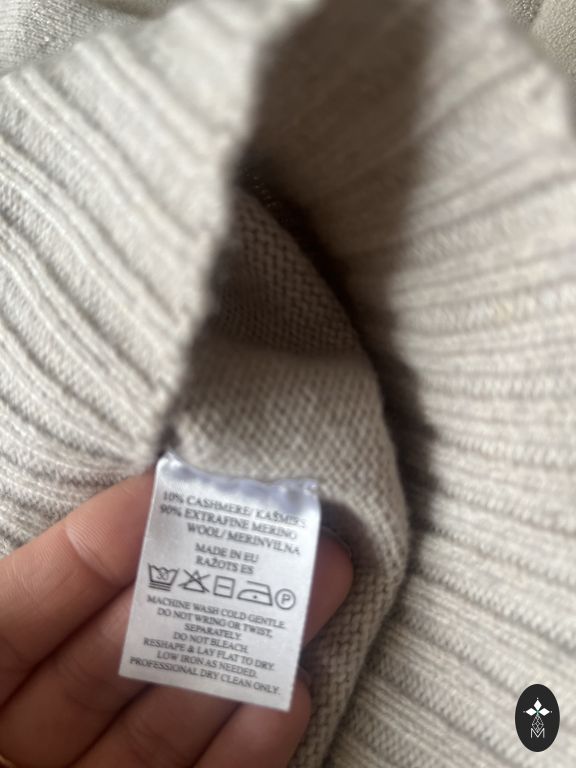 10% CASHMERE/ KAŠMIRS
90% EXTRAFINE MERINO
WOOL/ MERINVILNA
MADE IN EU
RAŽOTS ES
30 P
MACHINE WASH COLD GENTLE.
DO NOT WRING OR TWIST,
SEPARATELY.
DO NOT BLEACH.
RESHAPE & LAY FLAT TO DRY.
LOW IRON AS NEEDED.
PROFESSIONAL DRY CLEAN ONLY.
M